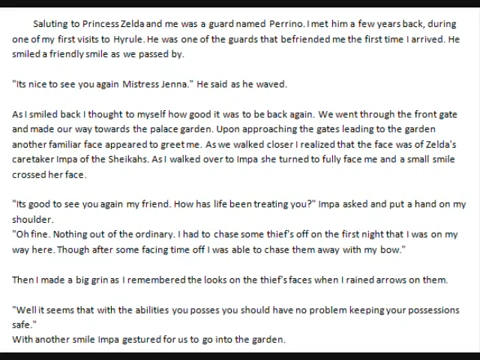 Saluting to Princess Zelda and me was a guard named Perrino. I met him a few years back, during
one of my first visits to Hyrule. He was one of the guards that befriended me the first time I arrived. He
smiled a friendly smile as we passed by.
"Its nice to see you again Mistress Jenna." He said as he waved.
As I smiled back I thought to myself how good it was to be back again. We went through the front gate
and made our way towards the palace garden. Upon approaching the gates leading to the garden
another familiar face appeared to greet me. As we walked closer I realized that the face was of Zelda's
caretaker Impa of the Sheikahs. As I walked over to Impa she turned to fully face me and a small smile
crossed her face.
"Its good to see you again my friend. How has life been treating you?" Impa asked and put a hand on my
shoulder.
"Oh fine. Nothing out of the ordinary. I had to chase some thief's off on the first night that I was on my
way here. Though after some facing time off I was able to chase them away with my bow."
Then I made a big grin as I remembered the looks on the thief's faces when I rained arrows on them.
"Well it seems that with the abilities you posses you should have no problem keeping your possessions
safe."
With another smile Impa gestured for us to go into the garden.